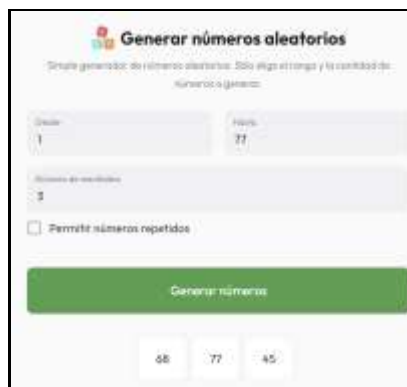 Generar números aleatorios
Simple generador de números aleatorios. Sólo elige el rango y la cantidad de
números a generar.
Desde
1
Hasta
77
Número de resultados
3
Permitir números repetidos
Generar números
68
77
45